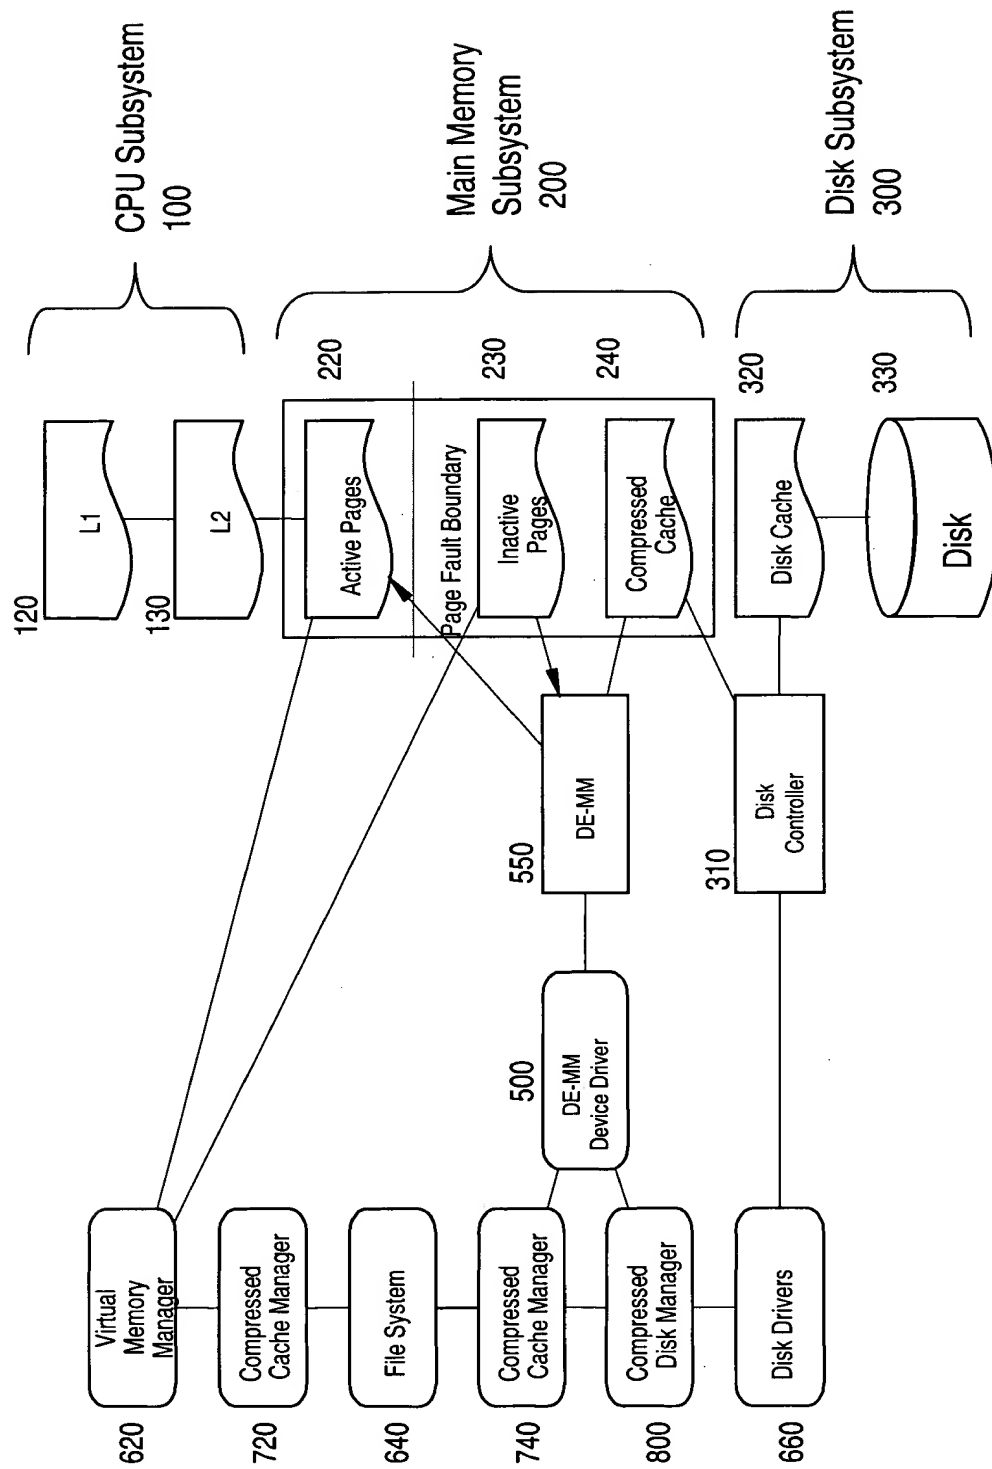 CPU Subsystem
100
Main Memory
Subsystem
200
Disk Subsystem
300
120
L1
130
L2
220
Active Pages
Page Fault Boundary
230
Inactive
Pages
240
Compressed
Cache
320
Disk Cache
330
Disk
550
DE-MM
310
Disk
Controller
500
DE-MM
Device Driver
Virtual
Memory
Manager
620
Compressed
Cache Manager
720
File System
640
Compressed
Cache Manager
740
Compressed
Disk Manager
800
Disk Drivers
660